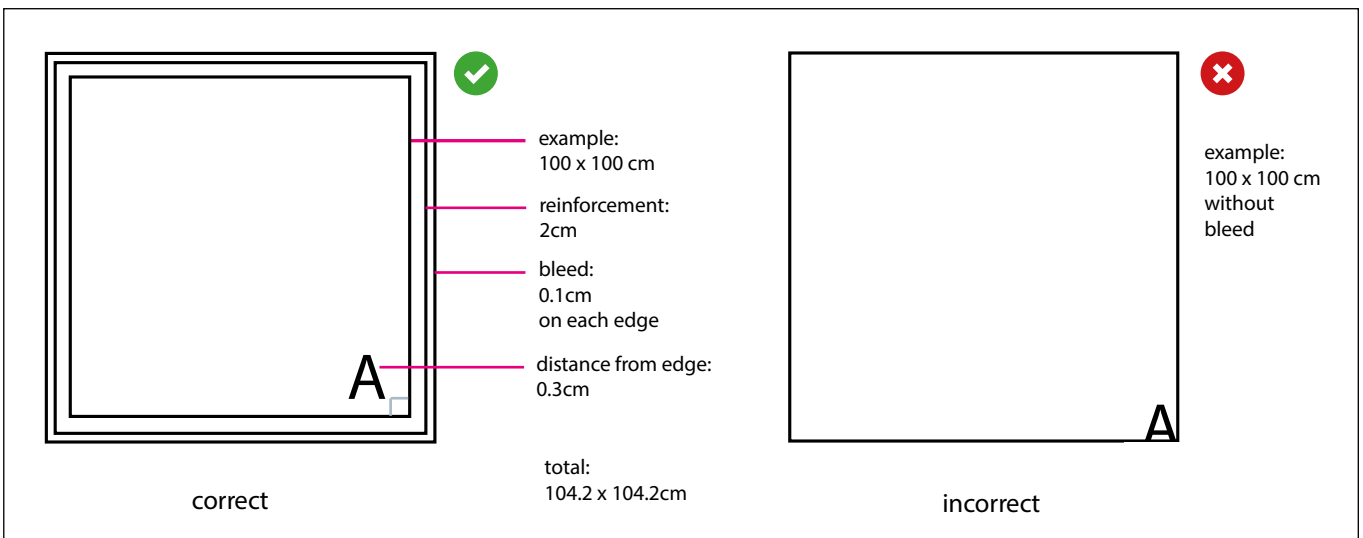 example:
100 x 100 cm
reinforcement:
2cm
bleed:
0.1cm
on each edge
A
distance from edge:
0.3cm
total:
104.2 x 104.2cm
correct
example:
100 x 100 cm
without
bleed
A
incorrect